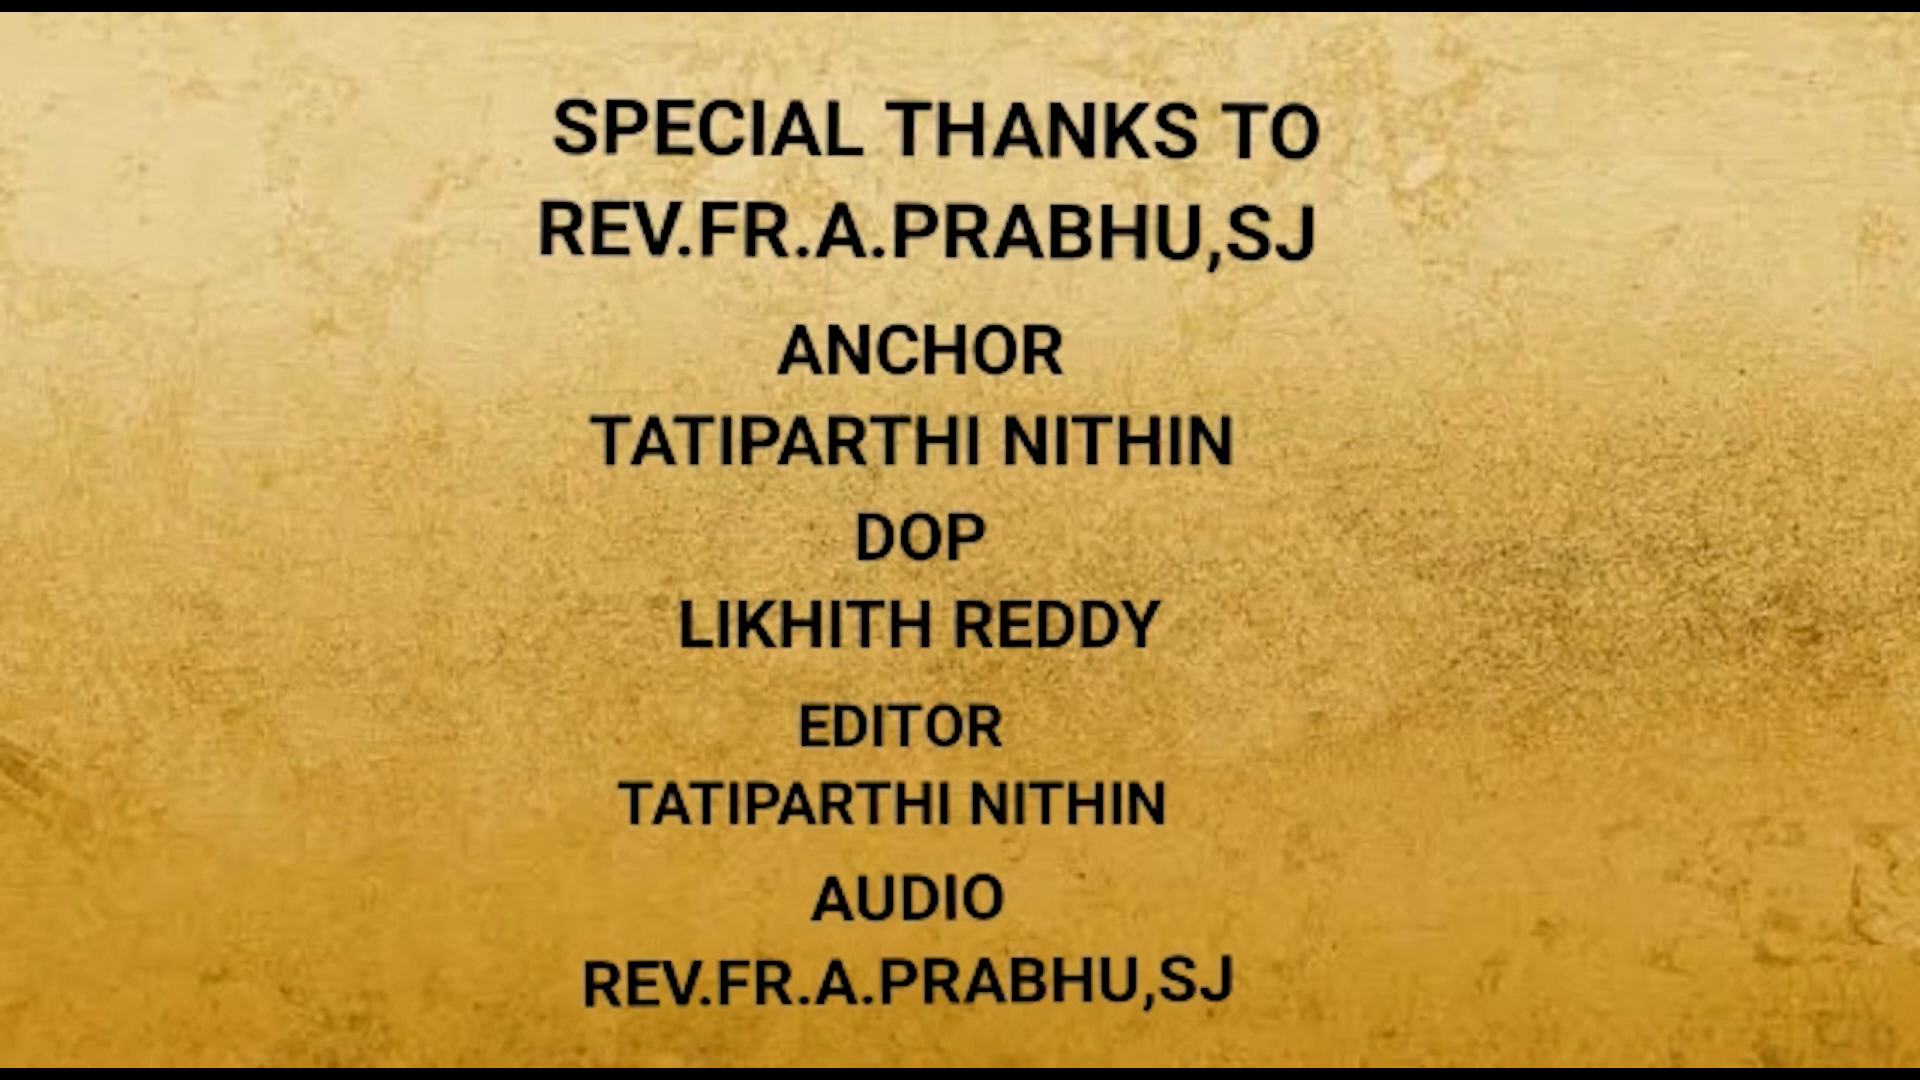 SPECIAL THANKS TO
REV.FR.A.PRABHU,SJ
ANCHOR
TATIPARTHI NITHIN
DOP
LIKHITH REDDY
EDITOR
TATIPARTHI NITHIN
AUDIO
REV.FR.A.PRABHU,SJ